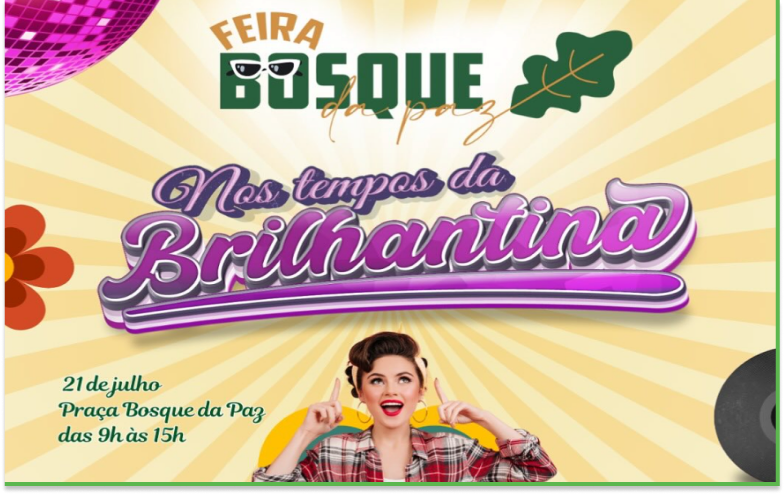 FEIRA
BOSQUE
da paz
Nos tempos da
Brilhantina
21 de julho
Praça Bosque da Paz
das 9h às 15h